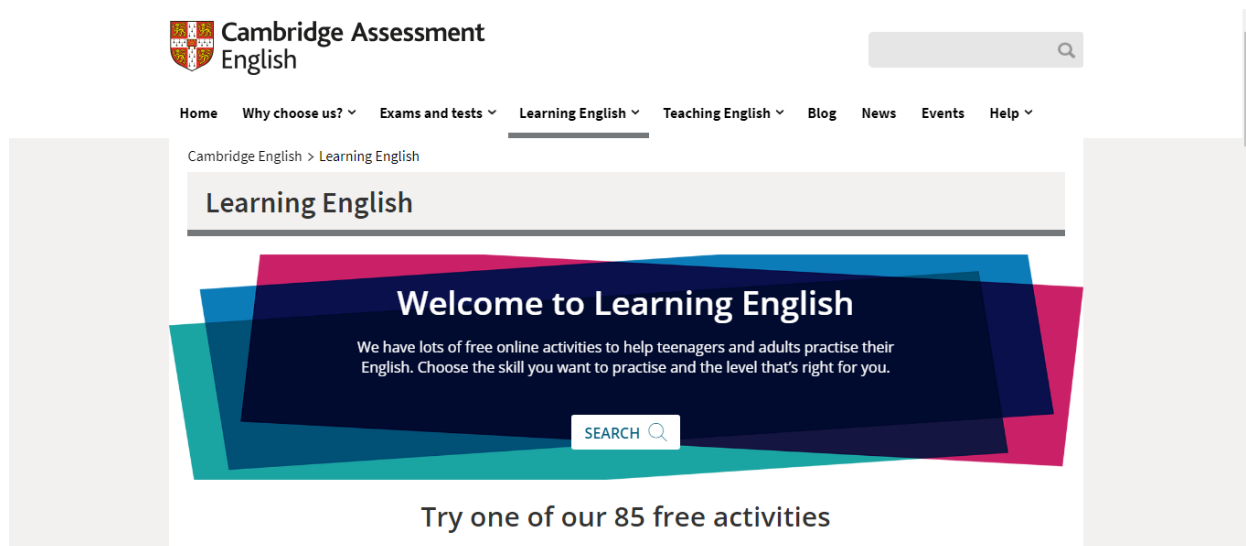 Cambridge Assessment
English
Home Why choose us? Exams and tests Learning English Teaching English Blog News Events Help
Cambridge English > Learning English
Learning English
Welcome to Learning English
We have lots of free online activities to help teenagers and adults practise their
English. Choose the skill you want to practise and the level that's right for you.
SEARCH
Try one of our 85 free activities